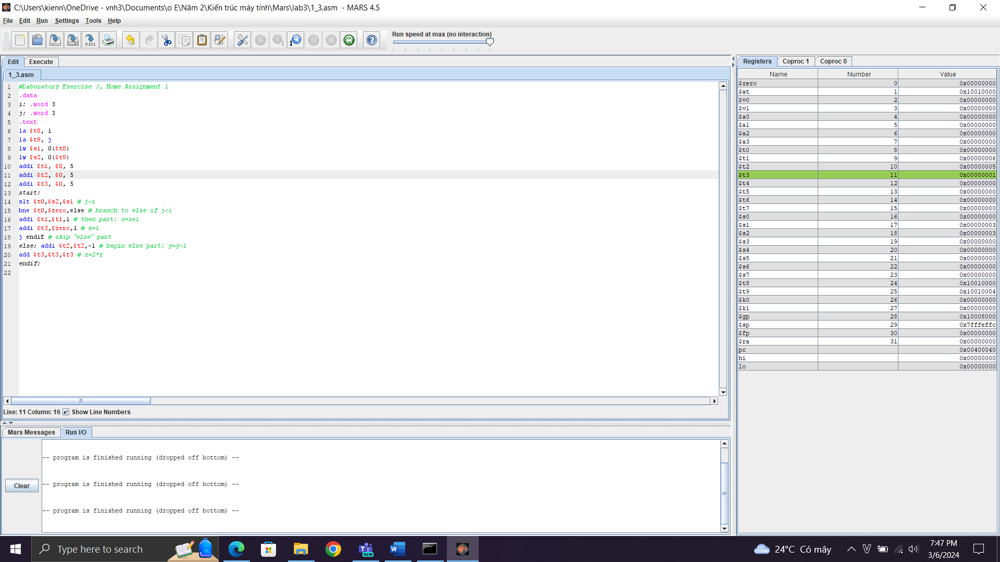 C:\Users\kienn\OneDrive - vnh3\Documents\o E\Năm 2\Kiến trúc máy tính\Mars\lab3\1_3.asm - MARS 4.5
File Edit Run Settings Tools Help
Run speed at max (no interaction)
Edit Execute
1_3.asm
1 #Laboratory Exercise 3, Home Assignment 1
2 .data
3 i: .word 3
4 j: .word 3
5 .text
6 la $t8, i
7 la $t9, j
8 lw $s1, 0($t8)
9 lw $s2, 0($t9)
10 addi $t1, $0, 5
11 addi $t2, $0, 5
12 addi $t3, $0, 5
13 start:
14 slt $t0,$s2,$s1 # j<i
15 bne $t0,$zero,else # branch to else if j<i
16 addi $t1,$t1,1 # then part: x=x+1
17 addi $t3,$zero,1 # z=1
18 j endif # skip “else” part
19 else: addi $t2,$t2,-1 # begin else part: y=y-1
20 add $t3,$t3,$t3 # z=2*z
21 endif:
22
Line: 11 Column: 16 Show Line Numbers
Mars Messages Run I/O
-- program is finished running (dropped off bottom) --
-- program is finished running (dropped off bottom) --
-- program is finished running (dropped off bottom) --
Clear
Registers Coproc 1 Coproc 0
Name Number Value
$zero 0 0x00000000
$at 1 0x10010000
$v0 2 0x00000000
$v1 3 0x00000000
$a0 4 0x00000000
$a1 5 0x00000000
$a2 6 0x00000000
$a3 7 0x00000000
$t0 8 0x00000000
$t1 9 0x00000006
$t2 10 0x00000005
$t3 11 0x00000001
$t4 12 0x00000000
$t5 13 0x00000000
$t6 14 0x00000000
$t7 15 0x00000000
$s0 16 0x00000000
$s1 17 0x00000003
$s2 18 0x00000003
$s3 19 0x00000000
$s4 20 0x00000000
$s5 21 0x00000000
$s6 22 0x00000000
$s7 23 0x00000000
$t8 24 0x10010000
$t9 25 0x10010004
$k0 26 0x00000000
$k1 27 0x00000000
$gp 28 0x10008000
$sp 29 0x7fffeffc
$fp 30 0x00000000
$ra 31 0x00000000
pc 0x00400040
hi 0x00000000
lo 0x00000000
Type here to search
NEW
24°C Có mây
7:47 PM
3/6/2024